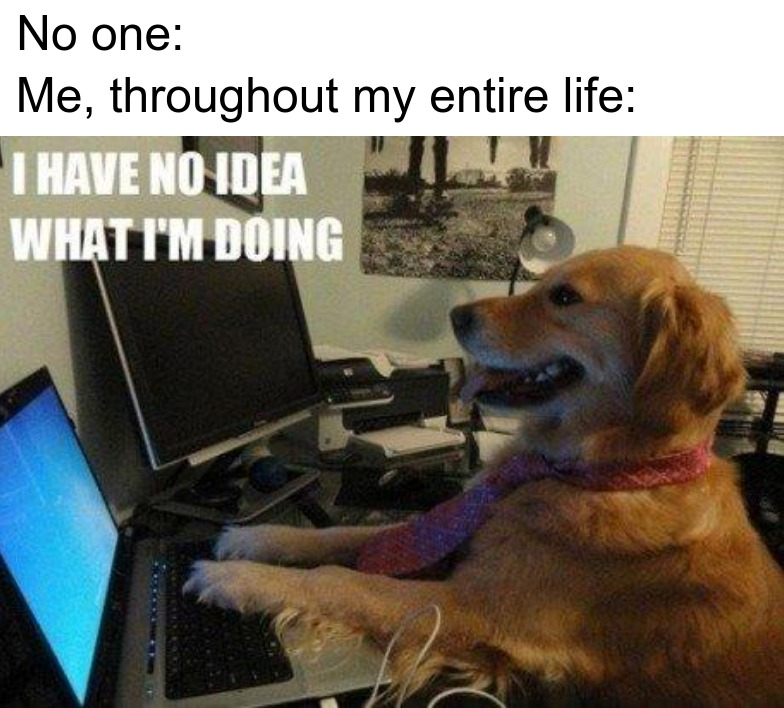 No one:
Me, throughout my entire life:
I HAVE NO IDEA
WHAT I'M DOING